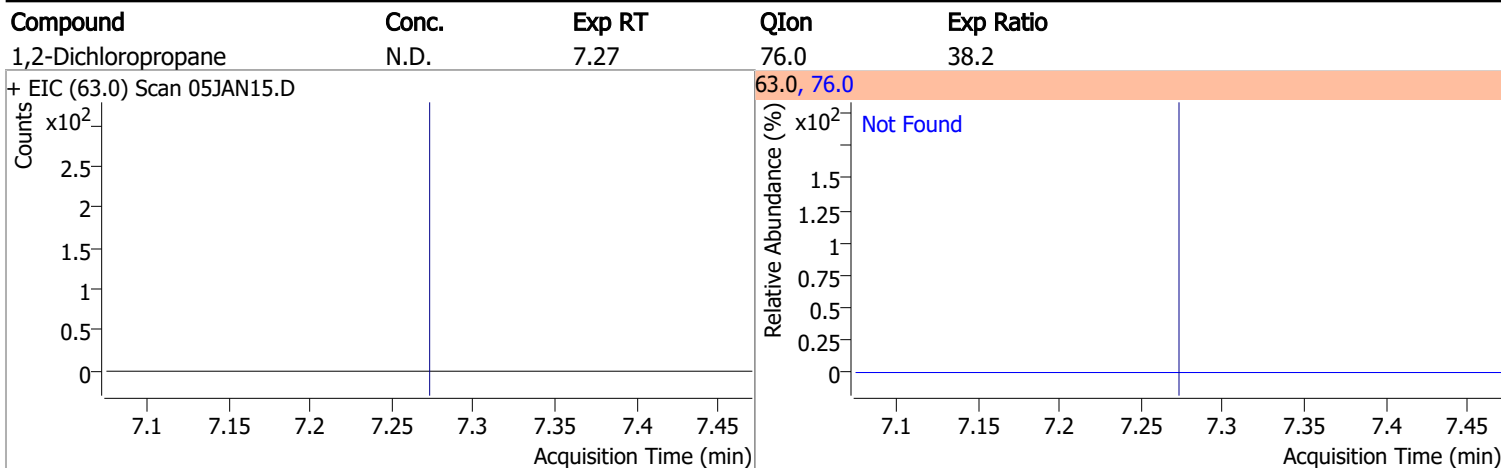 Compound Conc. Exp RT QIon Exp Ratio
1,2-Dichloropropane N.D. 7.27 76.0 38.2
+ EIC (63.0) Scan 05JAN15.D
Counts
x10²
2.5
2
1.5
1
0.5
0
7.1 7.15 7.2 7.25 7.3 7.35 7.4 7.45
Acquisition Time (min)
63.0, 76.0
Relative Abundance (%)
x10²
Not Found
1.5
1.25
1
0.75
0.5
0.25
0
7.1 7.15 7.2 7.25 7.3 7.35 7.4 7.45
Acquisition Time (min)